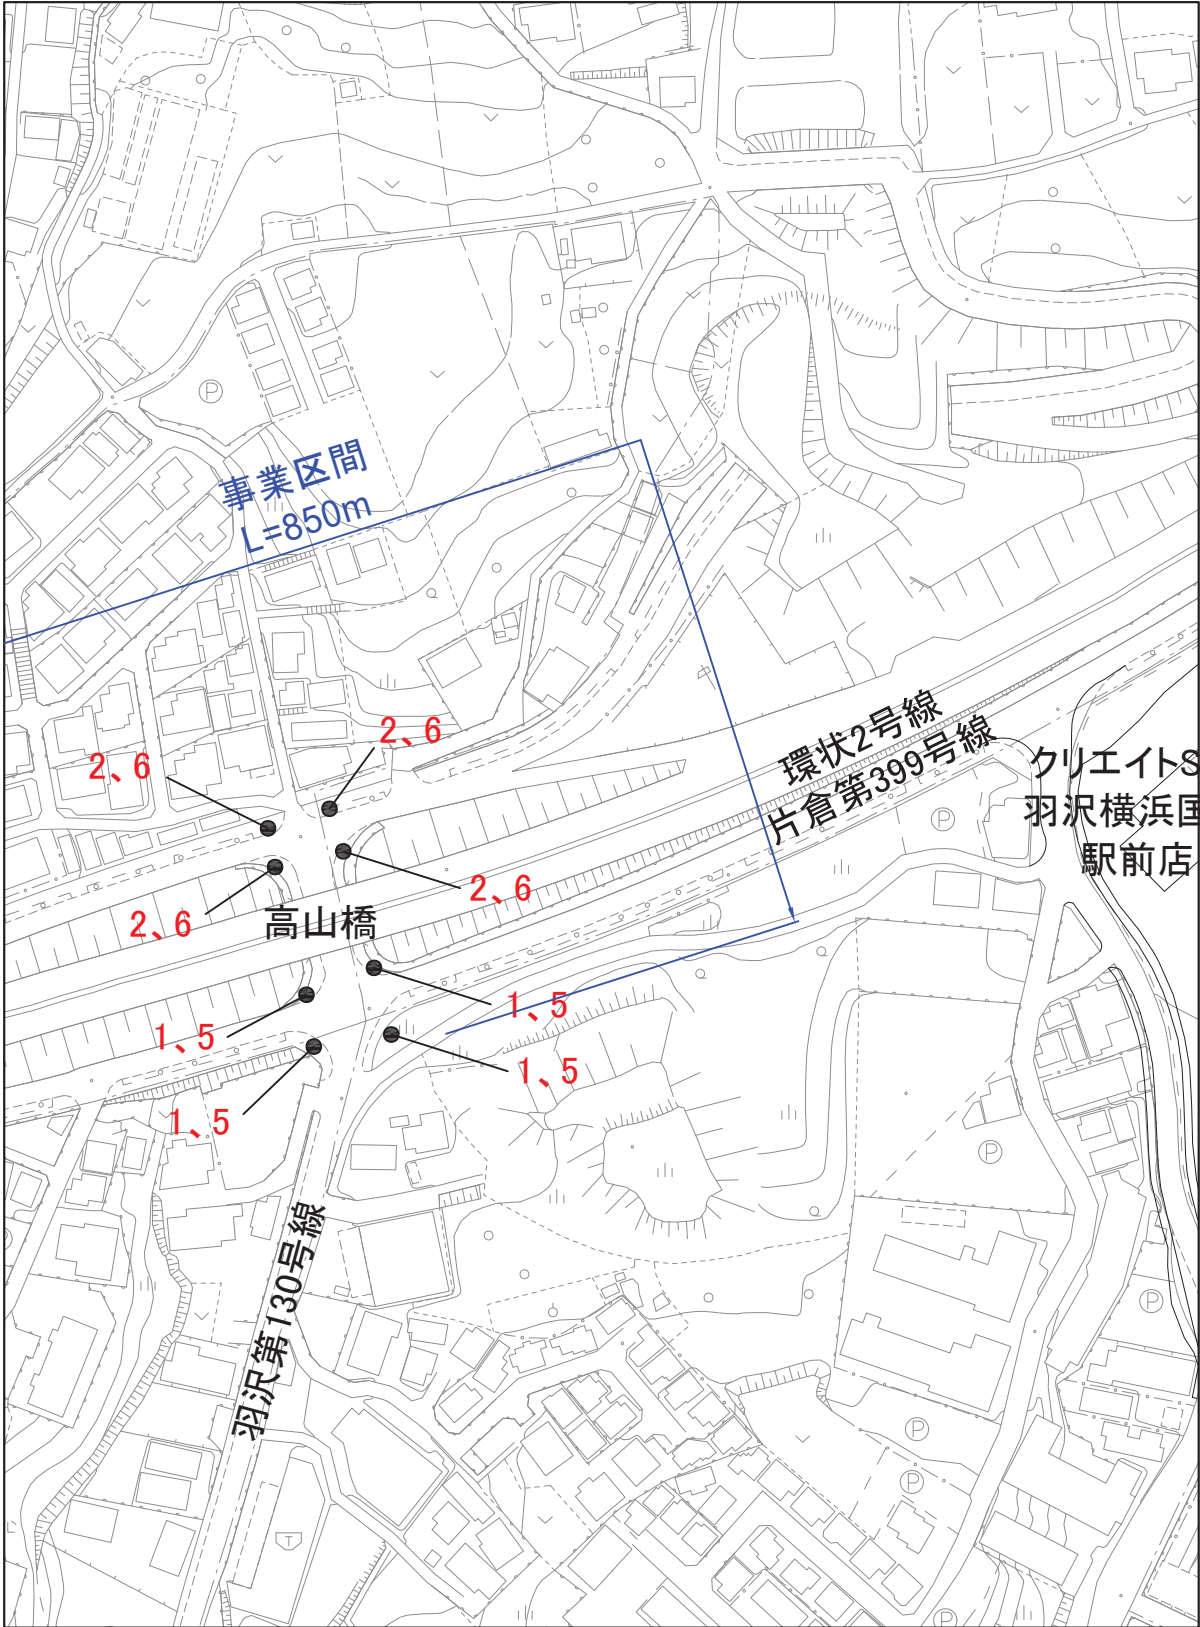 事業区間
L=850m
2、6
2、6
環状2号線
片倉第399号線
クリエイトS
羽沢横浜国
駅前店
2、6
2、6
高山橋
1、5
1、5
1、5
1、5
羽沢第130号線
P
P
P
P
P
P
P
T